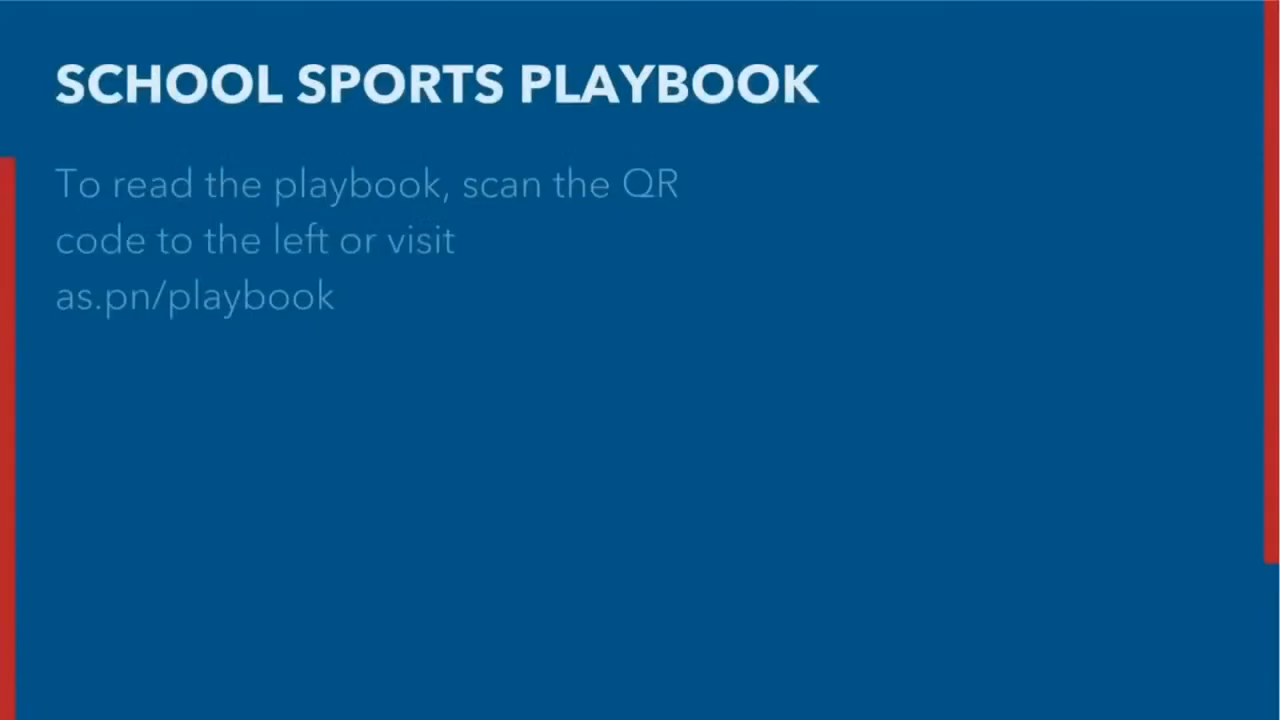 SCHOOL SPORTS PLAYBOOK
To read the playbook, scan the QR
code to the left or visit
as.pn/playbook